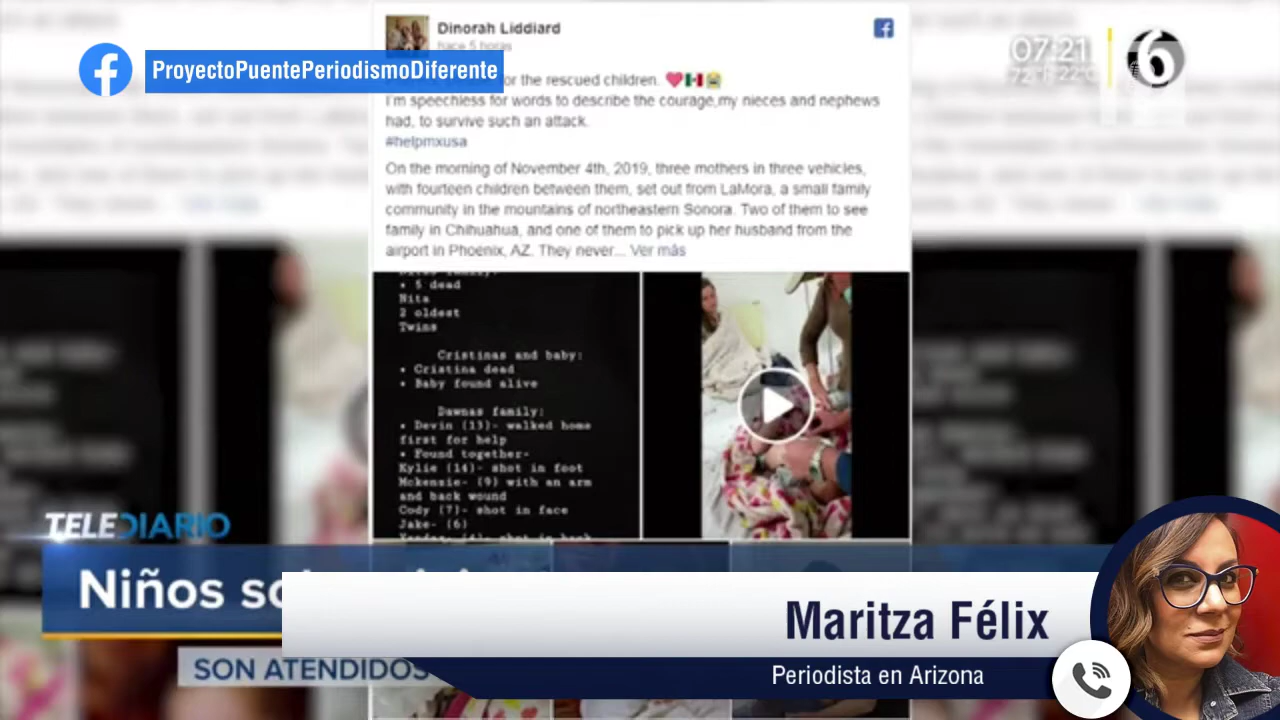 Dinorah Liddiard
hace 5 horas
ProyectoPuentePeriodismoDiferente
07:21
72°F 22°C
6
or the rescued children.
I'm speechless for words to describe the courage,my nieces and nephews
had, to survive such an attack.
#helpmxusa
On the morning of November 4th, 2019, three mothers in three vehicles,
with fourteen children between them, set out from LaMora, a small family
community in the mountains of northeastern Sonora. Two of them to see
family in Chihuahua, and one of them to pick up her husband from the
airport in Phoenix, AZ. They never... Ver más
• 5 dead
Nita
2 oldest
Twins
Cristinas and baby:
• Cristina dead
• Baby found alive
Dawnas family:
• Devin (13)- walked home
first for help
• Found together-
Kylie (14)- shot in foot
Mckenzie- (9) with an arm
and back wound
Cody (7)- shot in face
Jake- (6)
TELEDIARIO
Niños
SON ATENDIDOS
Maritza Félix
Periodista en Arizona